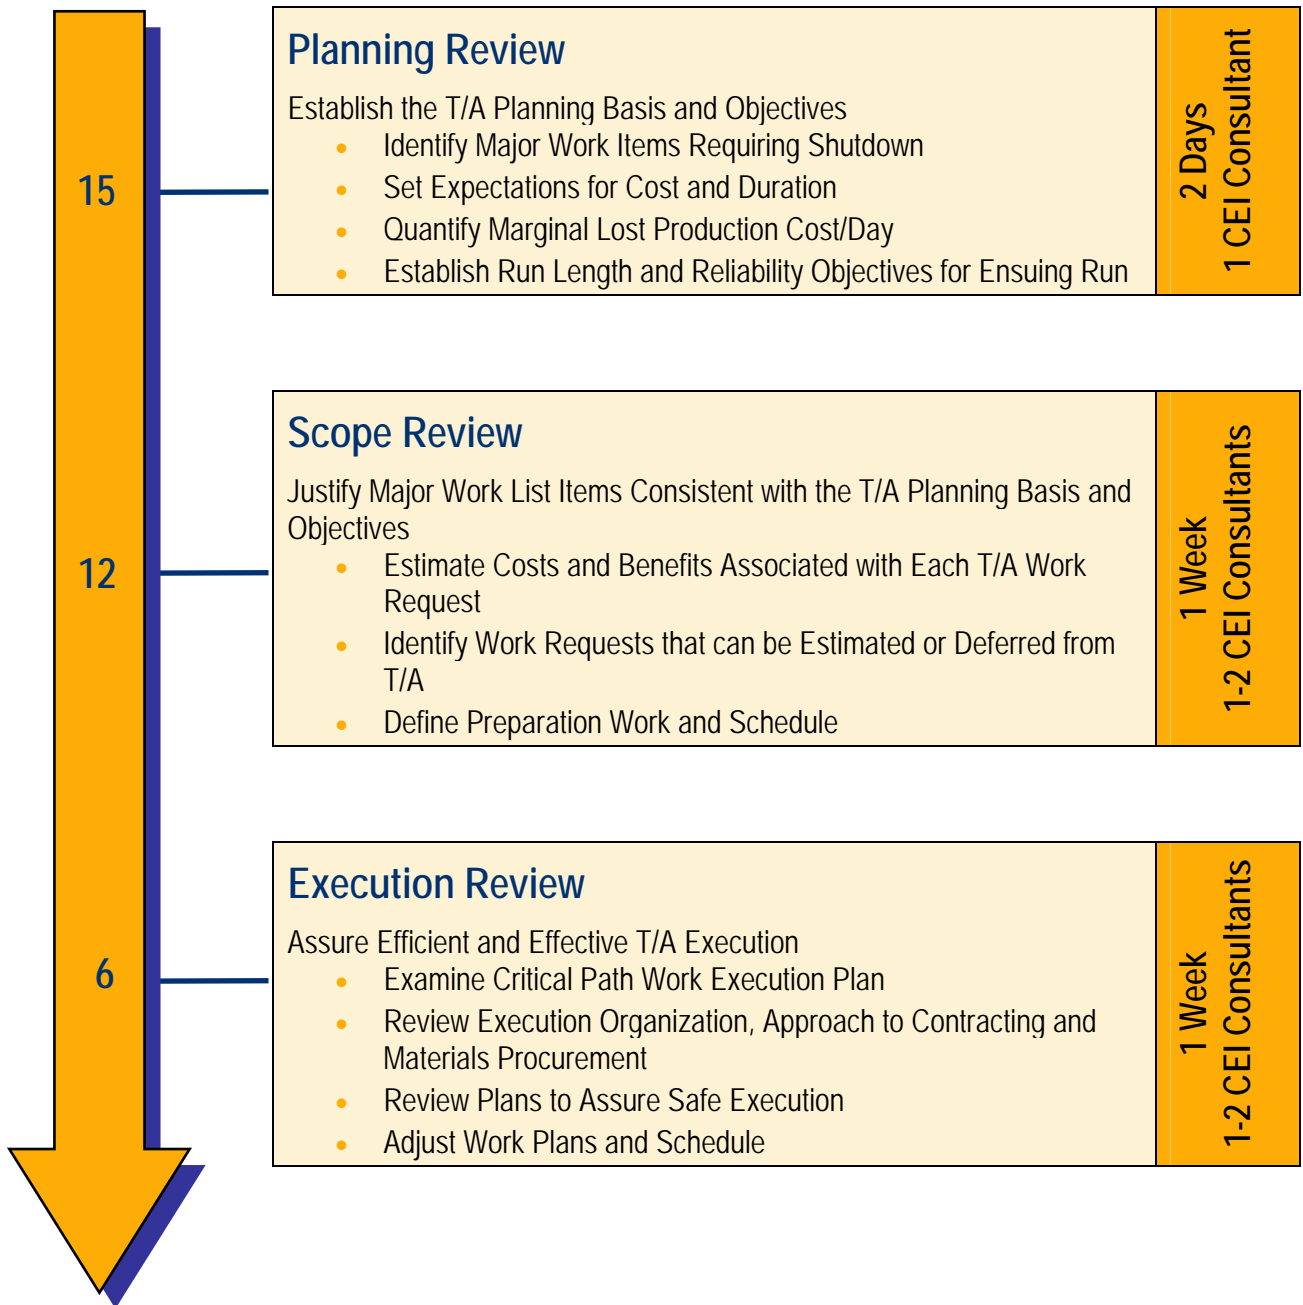 Planning Review
Establish the T/A Planning Basis and Objectives
• Identify Major Work Items Requiring Shutdown
• Set Expectations for Cost and Duration
• Quantify Marginal Lost Production Cost/Day
• Establish Run Length and Reliability Objectives for Ensuing Run
15
2 Days
1 CEI Consultant
Scope Review
Justify Major Work List Items Consistent with the T/A Planning Basis and
Objectives
• Estimate Costs and Benefits Associated with Each T/A Work
Request
• Identify Work Requests that can be Estimated or Deferred from
T/A
• Define Preparation Work and Schedule
12
1 Week
1-2 CEI Consultants
Execution Review
Assure Efficient and Effective T/A Execution
• Examine Critical Path Work Execution Plan
• Review Execution Organization, Approach to Contracting and
Materials Procurement
• Review Plans to Assure Safe Execution
• Adjust Work Plans and Schedule
6
1 Week
1-2 CEI Consultants